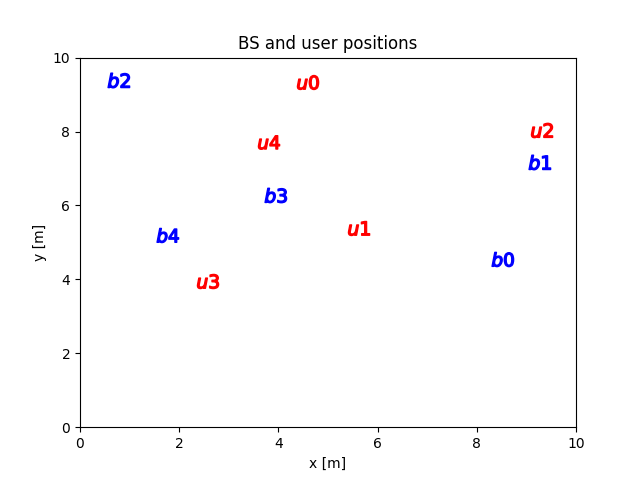 BS and user positions
10
8
6
4
2
0
y [m]
b2
u0
u4
u2
b1
b3
u1
b4
b0
u3
0 2 4 6 8 10
x [m]